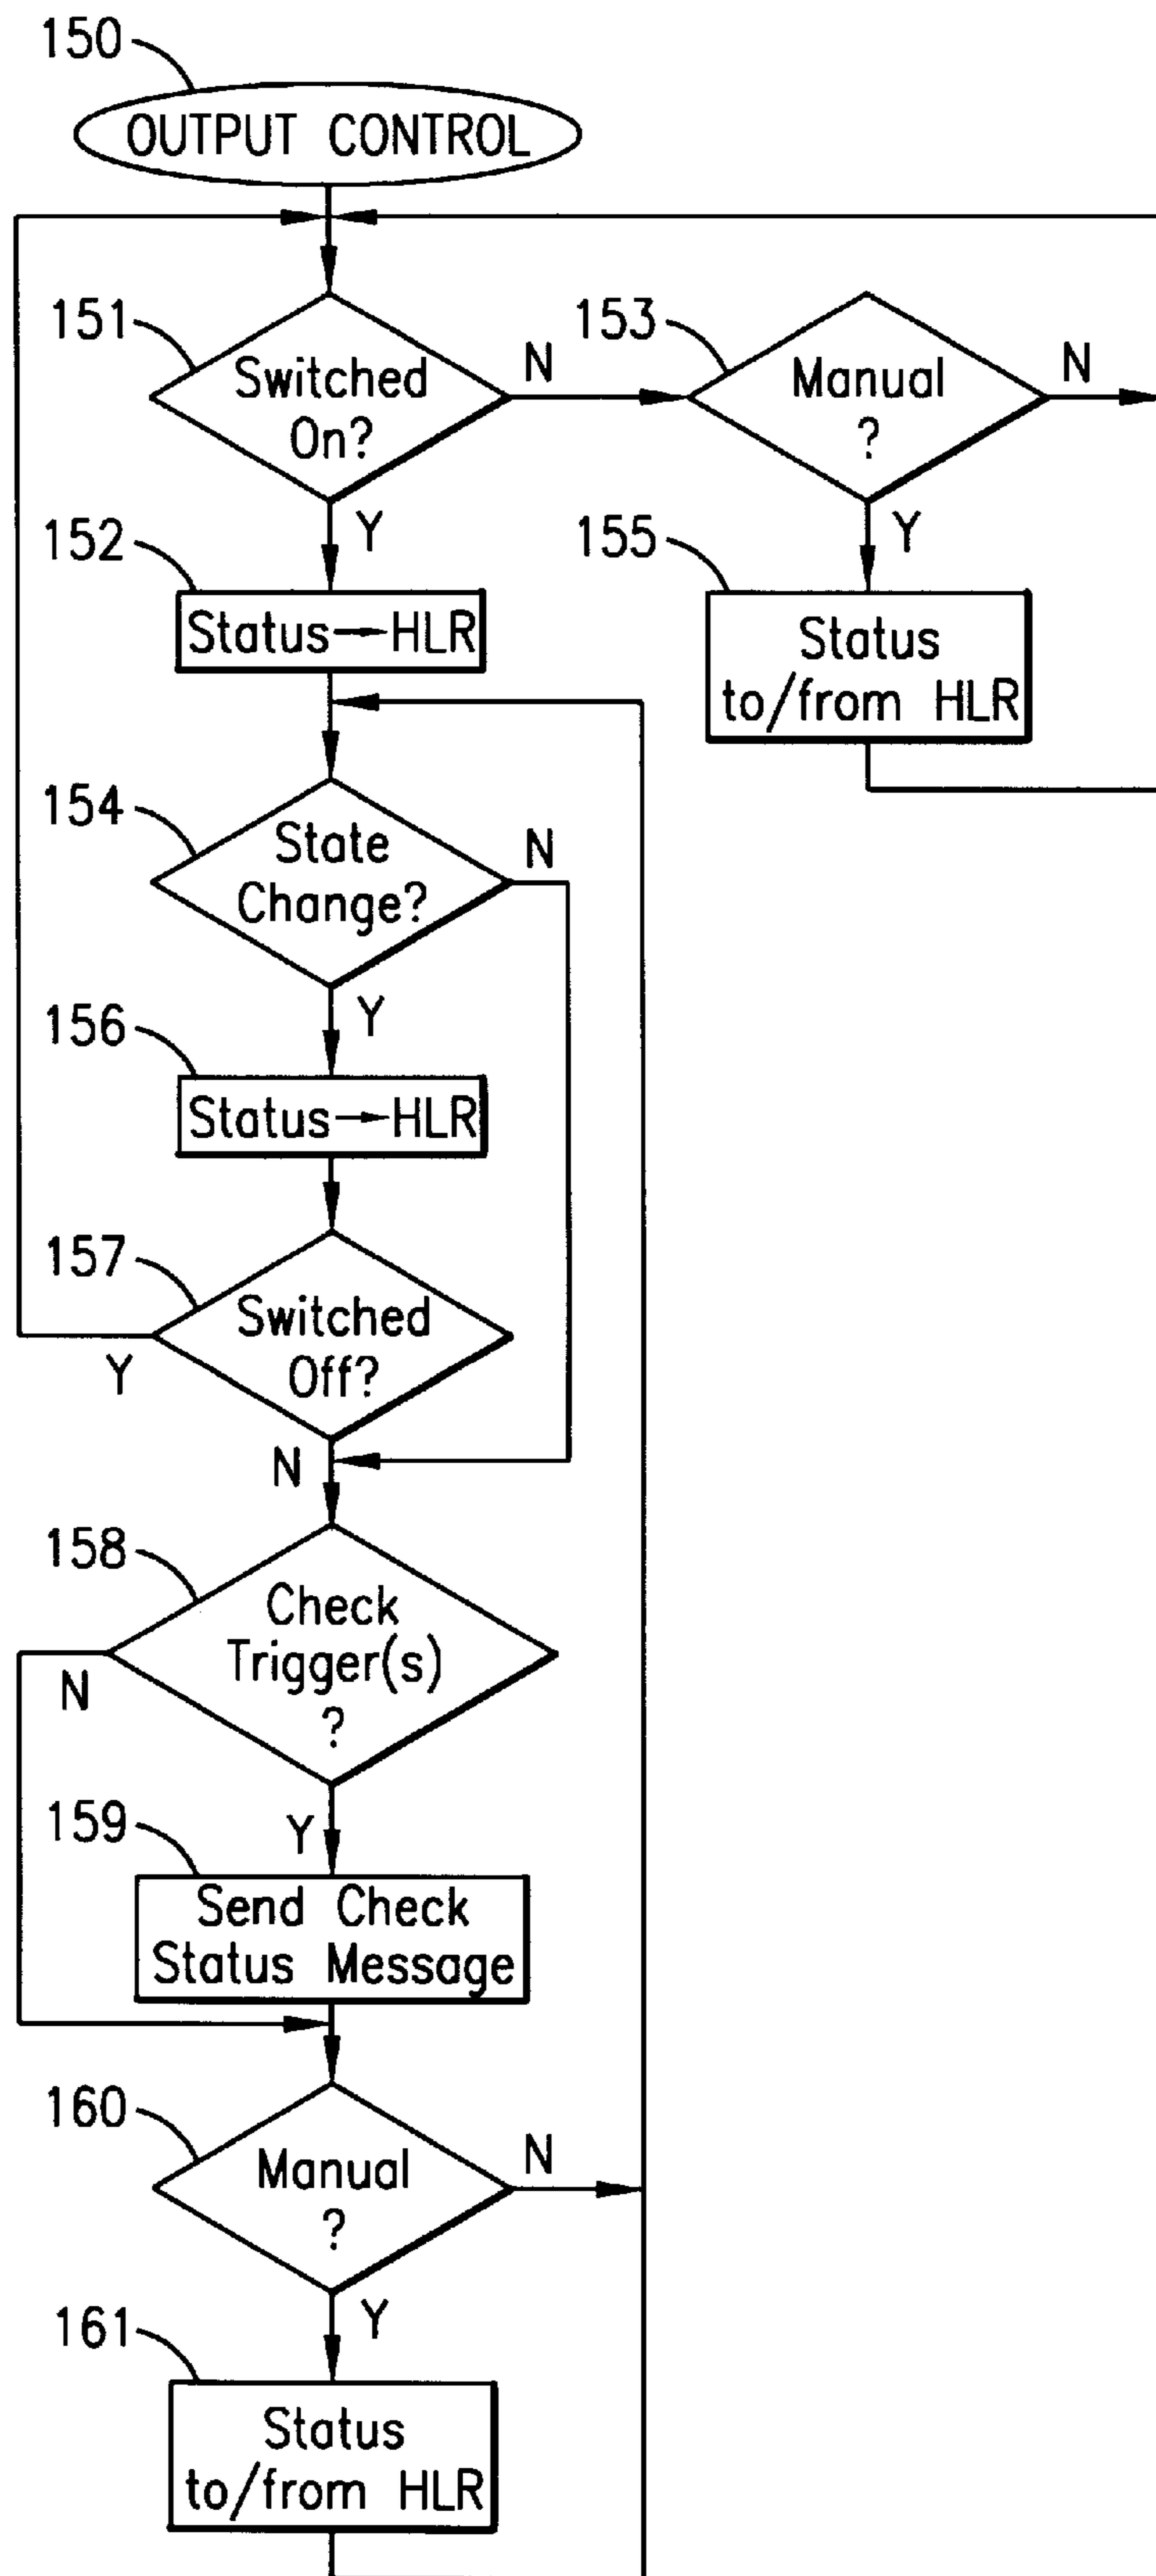 150
OUTPUT CONTROL
151
Switched
On?
N
Y
153
Manual
?
N
Y
152
Status→HLR
155
Status
to/from HLR
154
State
Change?
N
Y
156
Status→HLR
157
Switched
Off?
Y
N
158
Check
Trigger(s)
?
N
Y
159
Send Check
Status Message
160
Manual
?
N
Y
161
Status
to/from HLR